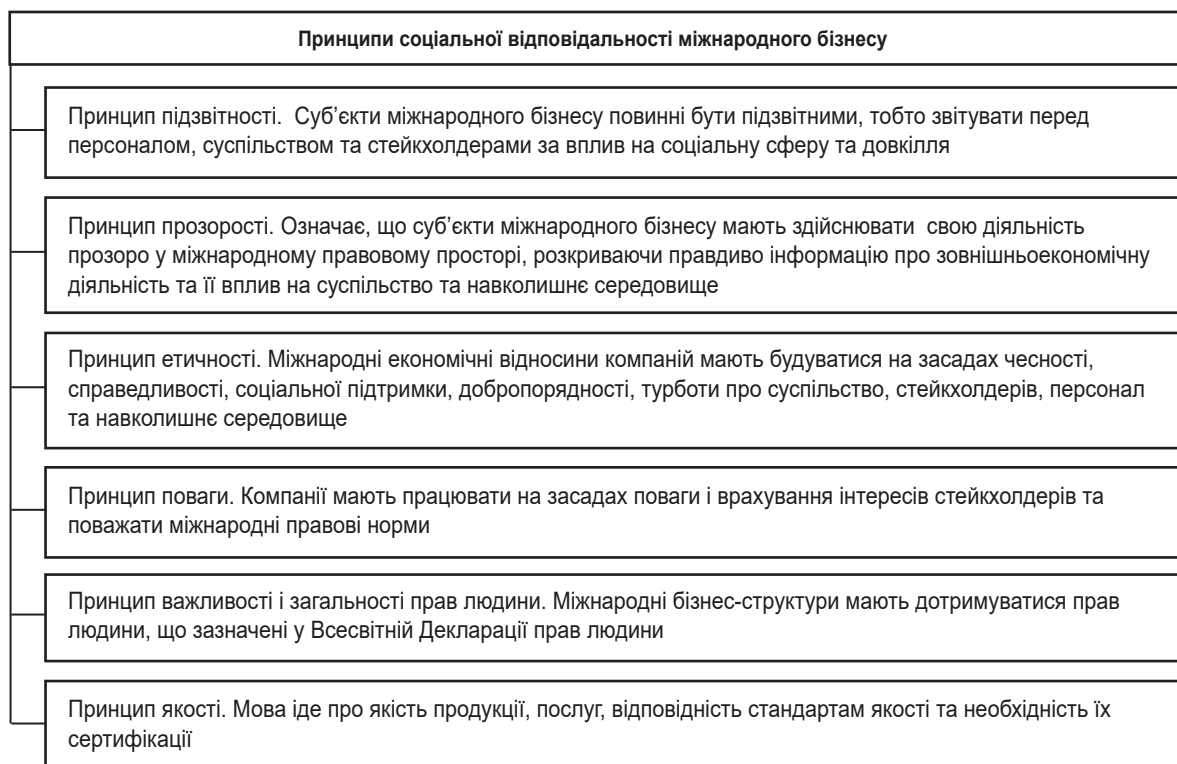 Принципи соціальної відповідальності міжнародного бізнесу
Принцип підзвітності. Суб’єкти міжнародного бізнесу повинні бути підзвітними, тобто звітувати перед
персоналом, суспільством та стейкхолдерами за вплив на соціальну сферу та довкілля
Принцип прозорості. Означає, що суб’єкти міжнародного бізнесу мають здійснювати свою діяльність
прозоро у міжнародному правовому просторі, розкриваючи правдиво інформацію про зовнішньоекономічну
діяльність та її вплив на суспільство та навколишнє середовище
Принцип етичності. Міжнародні економічні відносини компаній мають будуватися на засадах чесності,
справедливості, соціальної підтримки, добропорядності, турботи про суспільство, стейкхолдерів, персонал
та навколишнє середовище
Принцип поваги. Компанії мають працювати на засадах поваги і врахування інтересів стейкхолдерів та
поважати міжнародні правові норми
Принцип важливості і загальності прав людини. Міжнародні бізнес-структури мають дотримуватися прав
людини, що зазначені у Всесвітній Декларації прав людини
Принцип якості. Мова іде про якість продукції, послуг, відповідність стандартам якості та необхідність їх
сертифікації